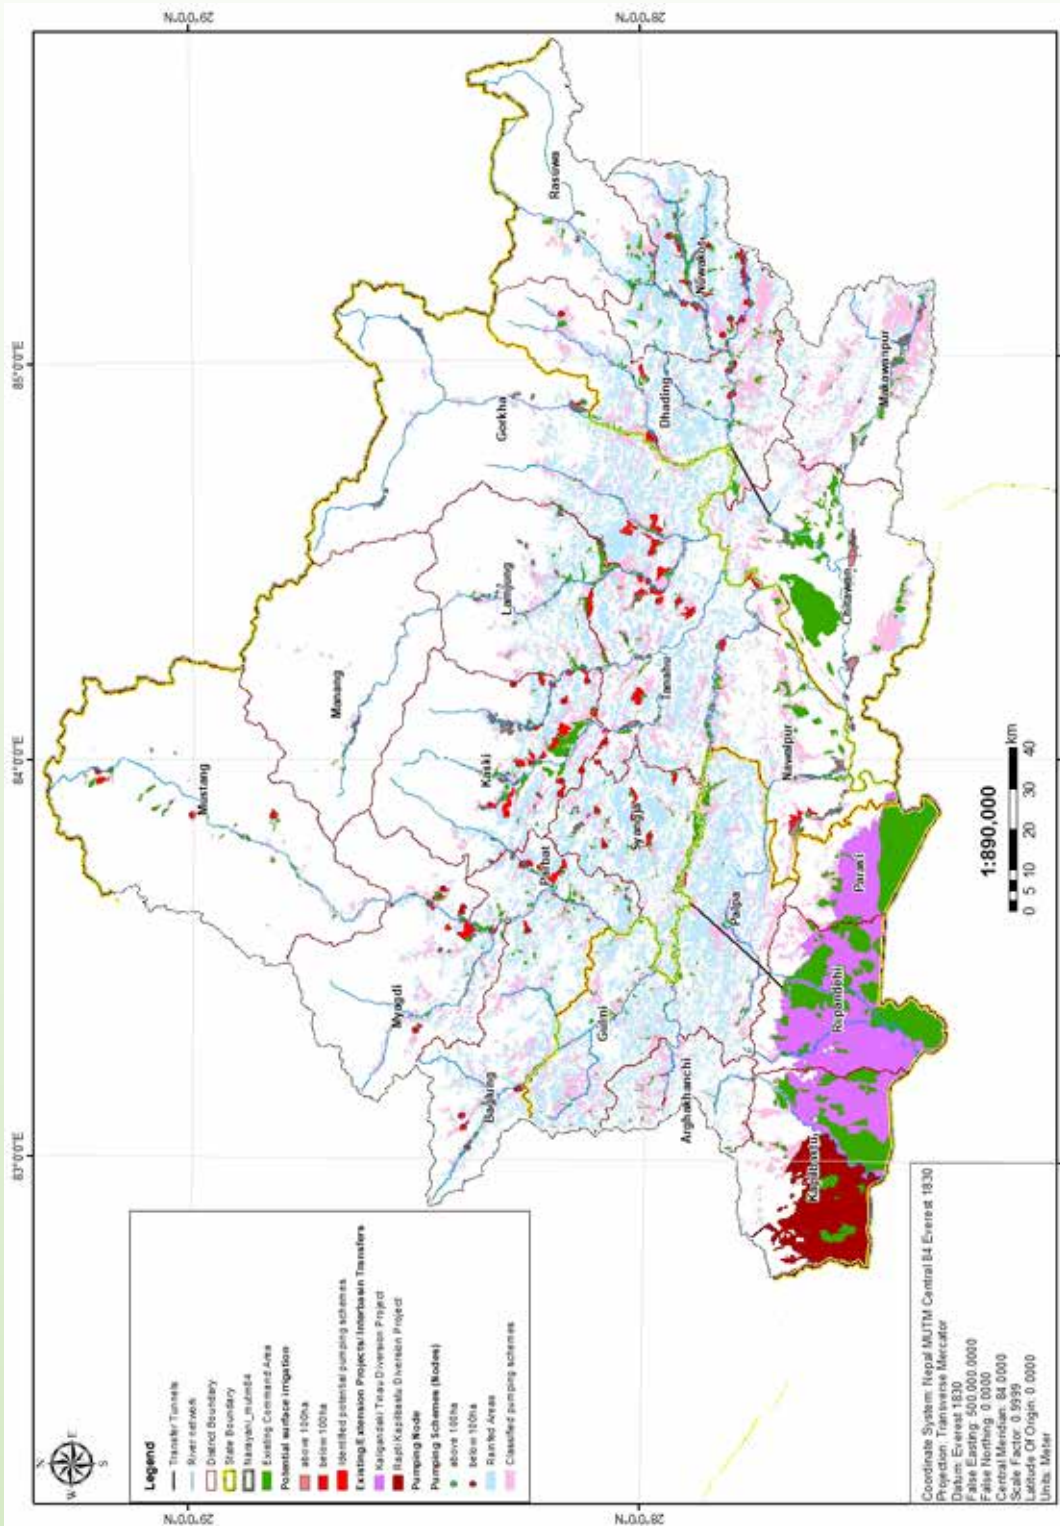 83°0'0"E
84°0'0"E
85°0'0"E
29°0'0"N
29°0'0"N
28°0'0"N
28°0'0"N
N
W
E
S
Legend
Transfer Tunnels
River network
District Boundary
State Boundary
Narayani_mutm84
Existing Command Area
Potential surface irrigation
above 100ha
below 100ha
Identified potential pumping schemes
Existing/Extension Projects/ Interbasin Transfers
Kaligandaki Tinau Diversion Project
Rapti Kapilbastu Diversion Project
Pumping Node
Pumping Schemes (Nodes)
above 100ha
below 100ha
Rainfed Areas
Classified pumping schemes
Mustang
Manang
Gorkha
Rasuwa
Myagdi
Kaski
Lamjung
Baglung
Parbat
Gulmi
Syangja
Tanahu
Dhading
Nuwakot
Arghakhanchi
Palpa
Nawalpur
Chitawan
Makawanpur
Kapilbastu
Rupandehi
Parasi
1:890,000
0 5 10 20 30 40
km
Coordinate System: Nepal MUTM Central 84 Everest 1830
Projection: Transverse Mercator
Datum: Everest 1830
False Easting: 500,000.0000
False Northing: 0.0000
Central Meridian: 84.0000
Scale Factor: 0.9999
Latitude Of Origin: 0.0000
Units: Meter